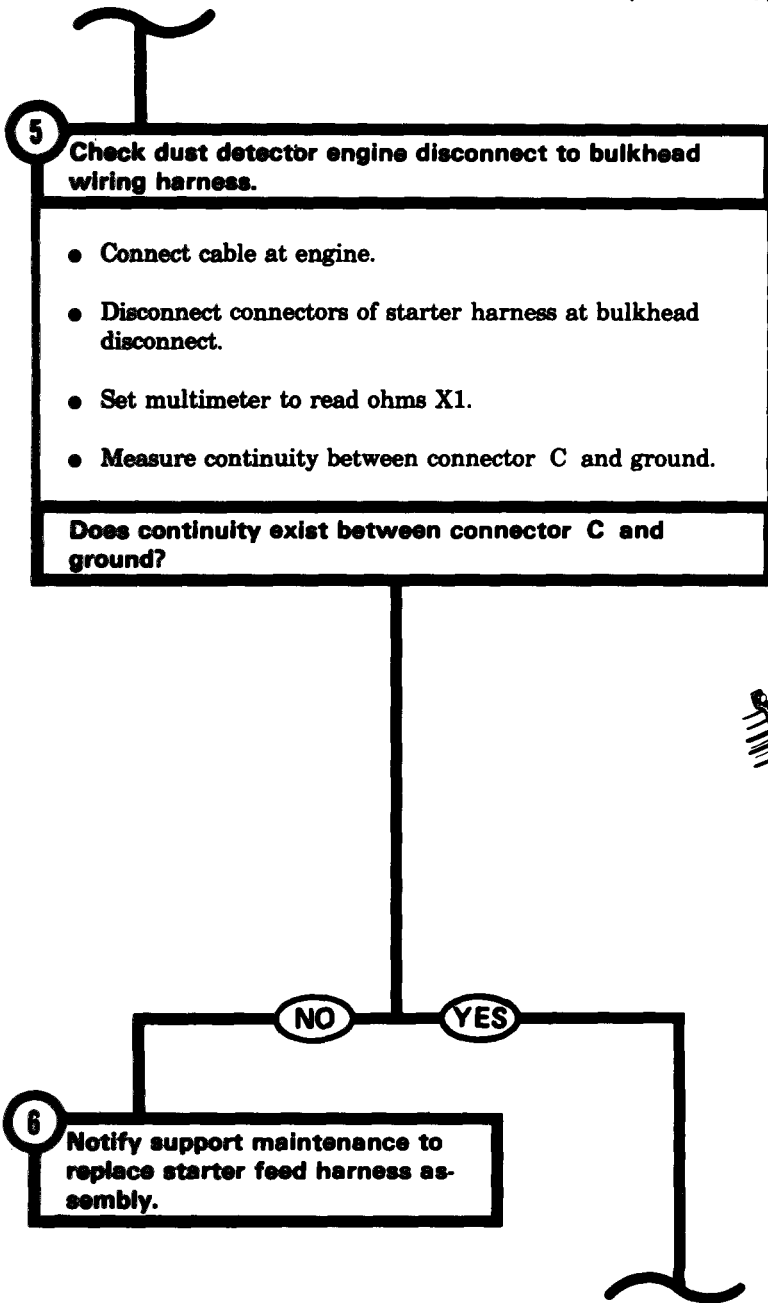 5
Check dust detector engine disconnect to bulkhead
wiring harness.
● Connect cable at engine.
● Disconnect connectors of starter harness at bulkhead
disconnect.
● Set multimeter to read ohms X1.
● Measure continuity between connector C and ground.
Does continuity exist between connector C and
ground?
NO
YES
6
Notify support maintenance to
replace starter feed harness as-
sembly.